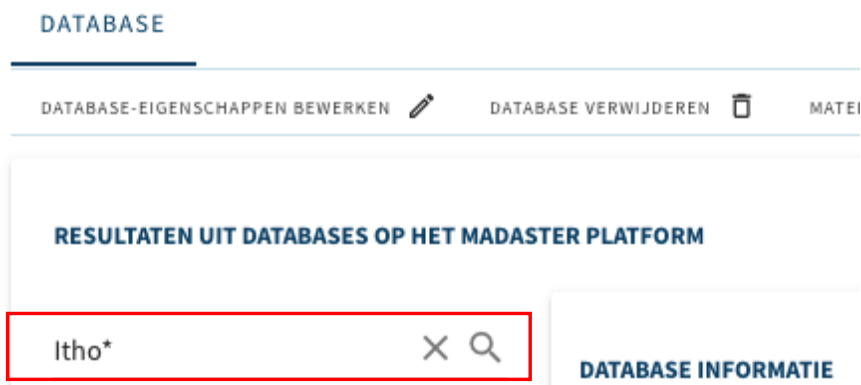 DATABASE
DATABASE-EIGENSCHAPPEN BEWERKEN DATABASE VERWIJDEREN
RESULTATEN UIT DATABASES OP HET MADASTER PLATFORM
Itho*
DATABASE INFORMATIE